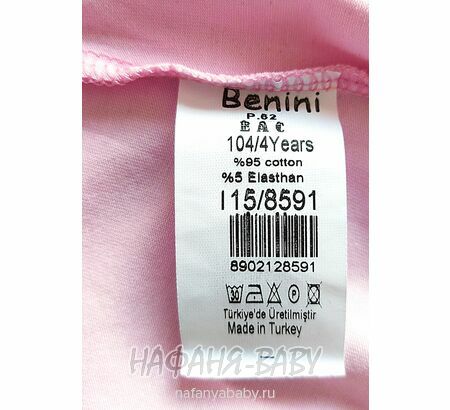 Benini
P.62
EAC
104/4Years
%95 cotton
%5 Elasthan
I15/8591
8902128591
30 P
Türkiye'de Üretilmiştir
Made in Turkey
НАФАНЯ-BABY
nafanyababy.ru